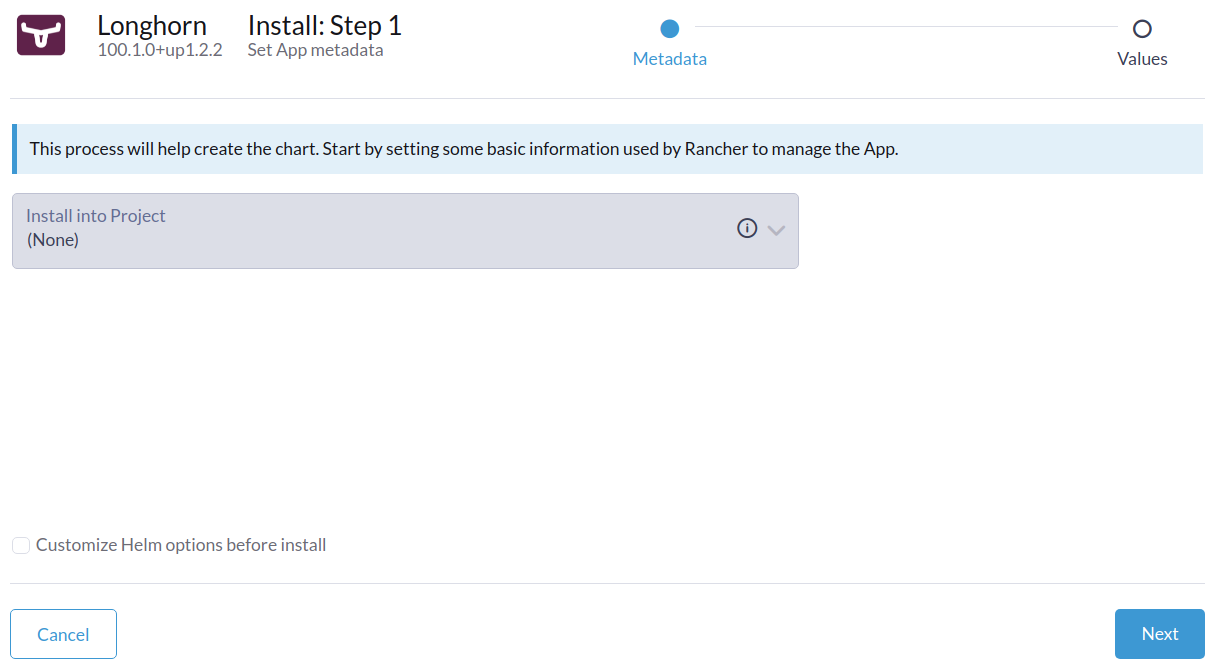 Longhorn
100.1.0+up1.2.2
Install: Step 1
Set App metadata
Metadata
Values
This process will help create the chart. Start by setting some basic information used by Rancher to manage the App.
Install into Project
(None)
Customize Helm options before install
Cancel
Next